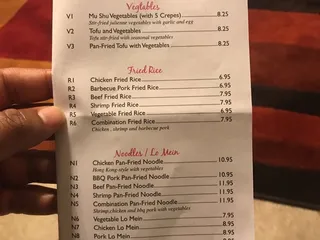 Vegtables
V1 Mu Shu Vegetables (with 5 Crepes) 8.25
Stir-fried julienne vegetables with garlic and egg
V2 Tofu and Vegetables 8.25
Tofu stir-fried with seasonal vegetables
V3 Pan-Fried Tofu with Vegetables 8.25
Fried Rice
R1 Chicken Fried Rice 6.95
R2 Barbecue Pork Fried Rice 6.95
R3 Beef Fried Rice 6.95
R4 Shrimp Fried Rice 7.95
R5 Vegetable Fried Rice 6.95
R6 Combination Fried Rice 7.95
Chicken, shrimp and barbecue pork
Noodles / Lo Mein
N1 Chicken Pan-Fried Noodle 10.95
Hong Kong-style with vegetables
N2 BBQ Pork Pan-Fried Noodle 10.95
N3 Beef Pan-Fried Noodle 10.95
N4 Shrimp Pan-Fried Noodle 10.95
N5 Combination Pan-Fried Noodle 10.95
Shrimp, chicken and bbq pork with vegetables
N6 Vegetable Lo Mein 7.95
N7 Chicken Lo Mein 8.95
N8 Pork Lo Mein 8.95